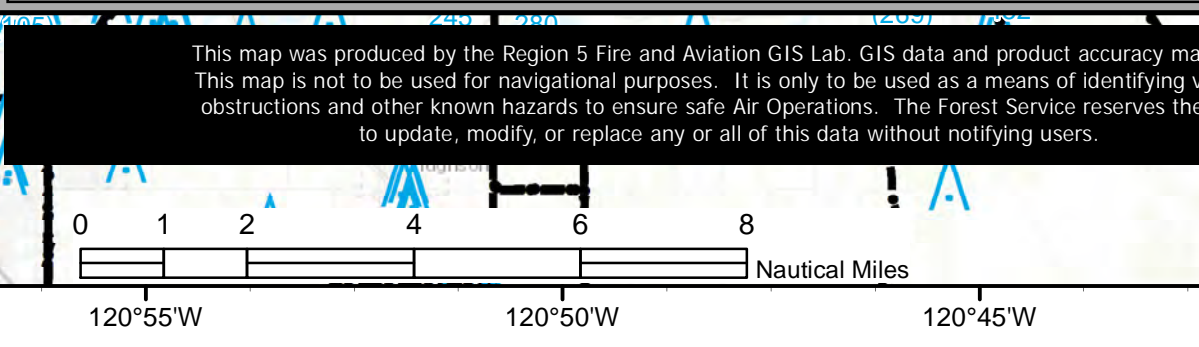 (105) 245 280 (269)
This map was produced by the Region 5 Fire and Aviation GIS Lab. GIS data and product accuracy ma
This map is not to be used for navigational purposes. It is only to be used as a means of identifying v
obstructions and other known hazards to ensure safe Air Operations. The Forest Service reserves the
to update, modify, or replace any or all of this data without notifying users.
0 1 2 4 6 8
Nautical Miles
120°55'W 120°50'W 120°45'W